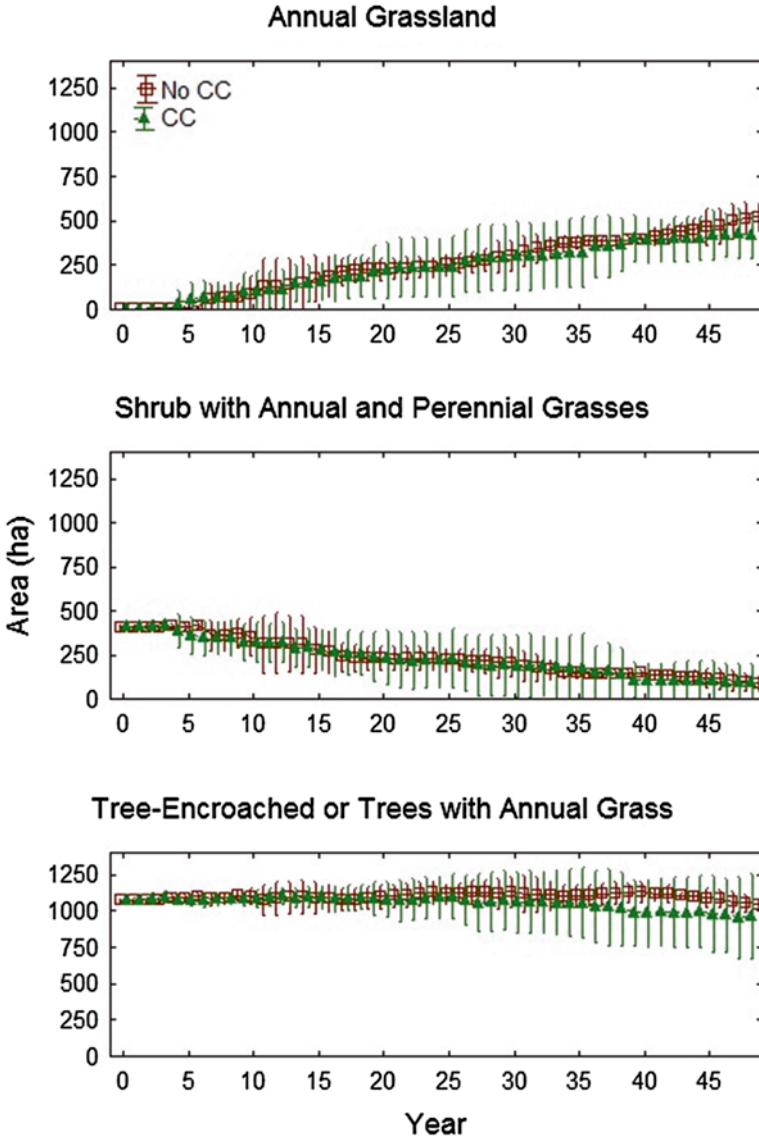 Annual Grassland
1250
1000
750
500
250
0
No CC
CC
0 5 10 15 20 25 30 35 40 45
Shrub with Annual and Perennial Grasses
1250
1000
750
500
250
0
0 5 10 15 20 25 30 35 40 45
Area (ha)
Tree-Encroached or Trees with Annual Grass
1250
1000
750
500
250
0
0 5 10 15 20 25 30 35 40 45
Year